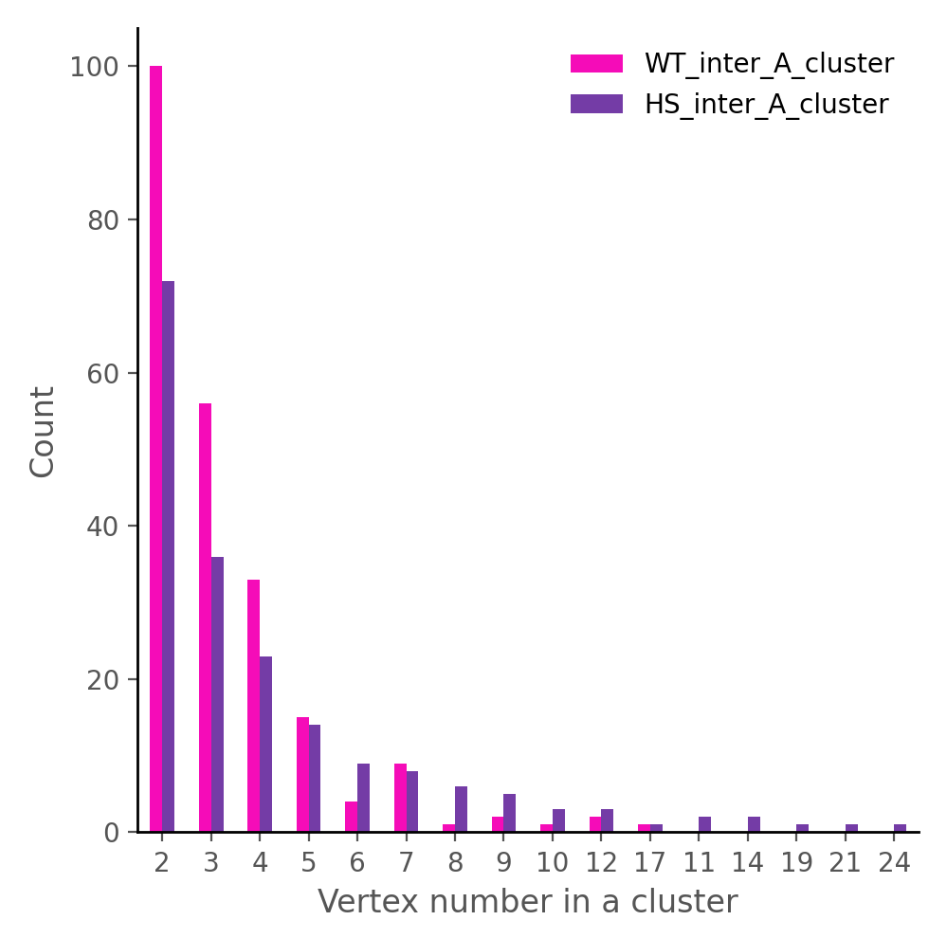 WT_inter_A_cluster
HS_inter_A_cluster
100
80
60
40
20
0
Count
2 3 4 5 6 7 8 9 10 12 17 11 14 19 21 24
Vertex number in a cluster